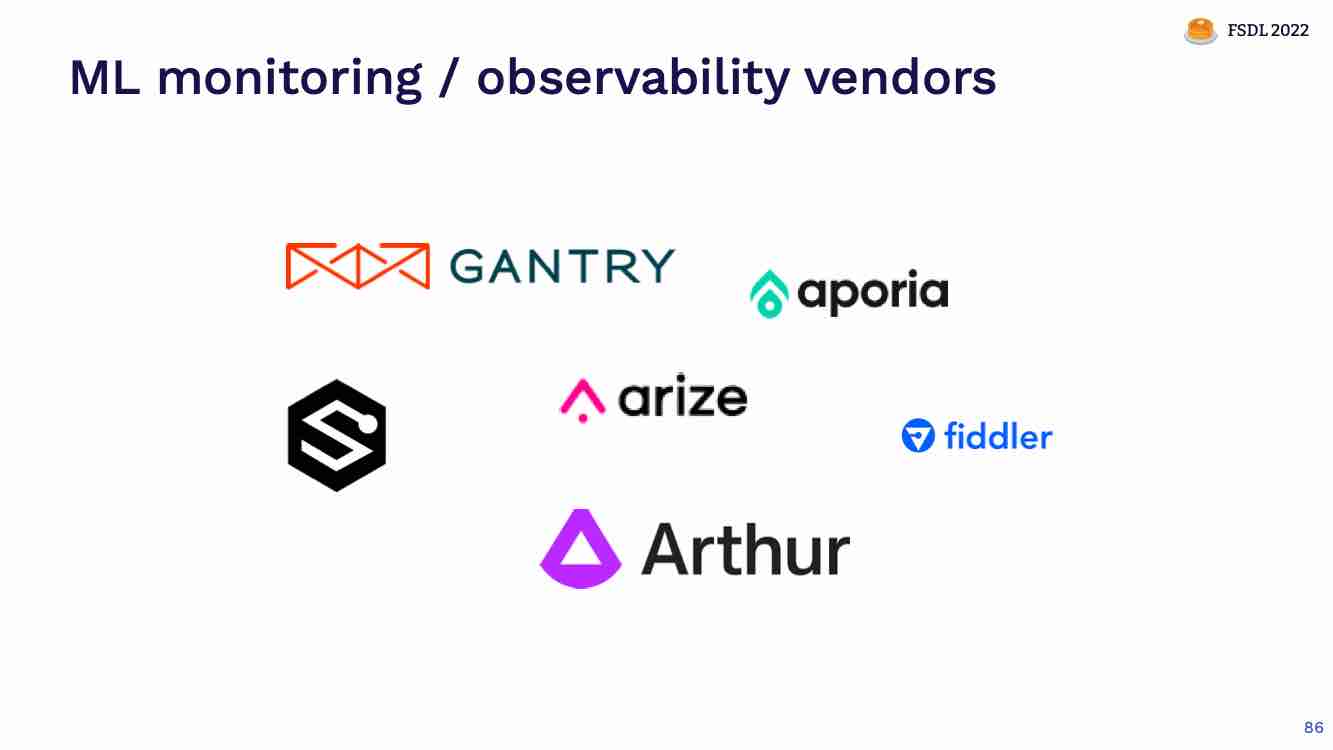 FSDL 2022
ML monitoring / observability vendors
GANTRY
aporia
arize
fiddler
Arthur
86